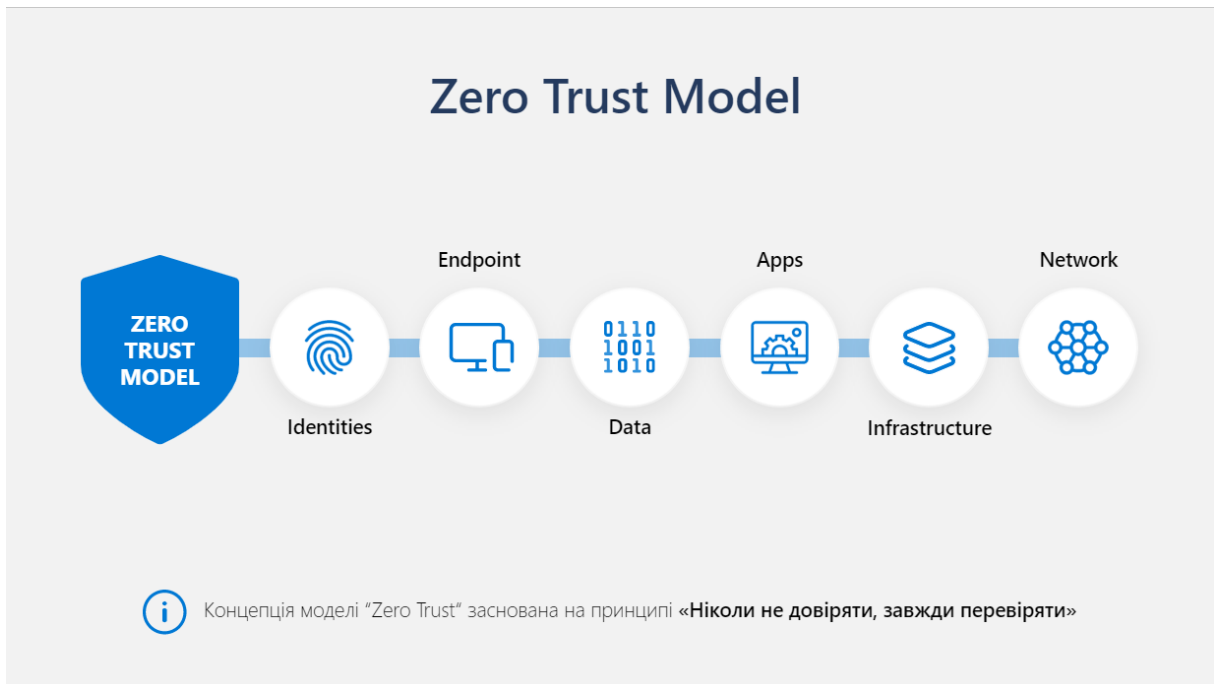 Zero Trust Model
ZERO
TRUST
MODEL
Identities
Endpoint
0110
1001
1010
Data
Apps
Infrastructure
Network
Концепція моделі “Zero Trust“ заснована на принципі «Ніколи не довіряти, завжди перевіряти»